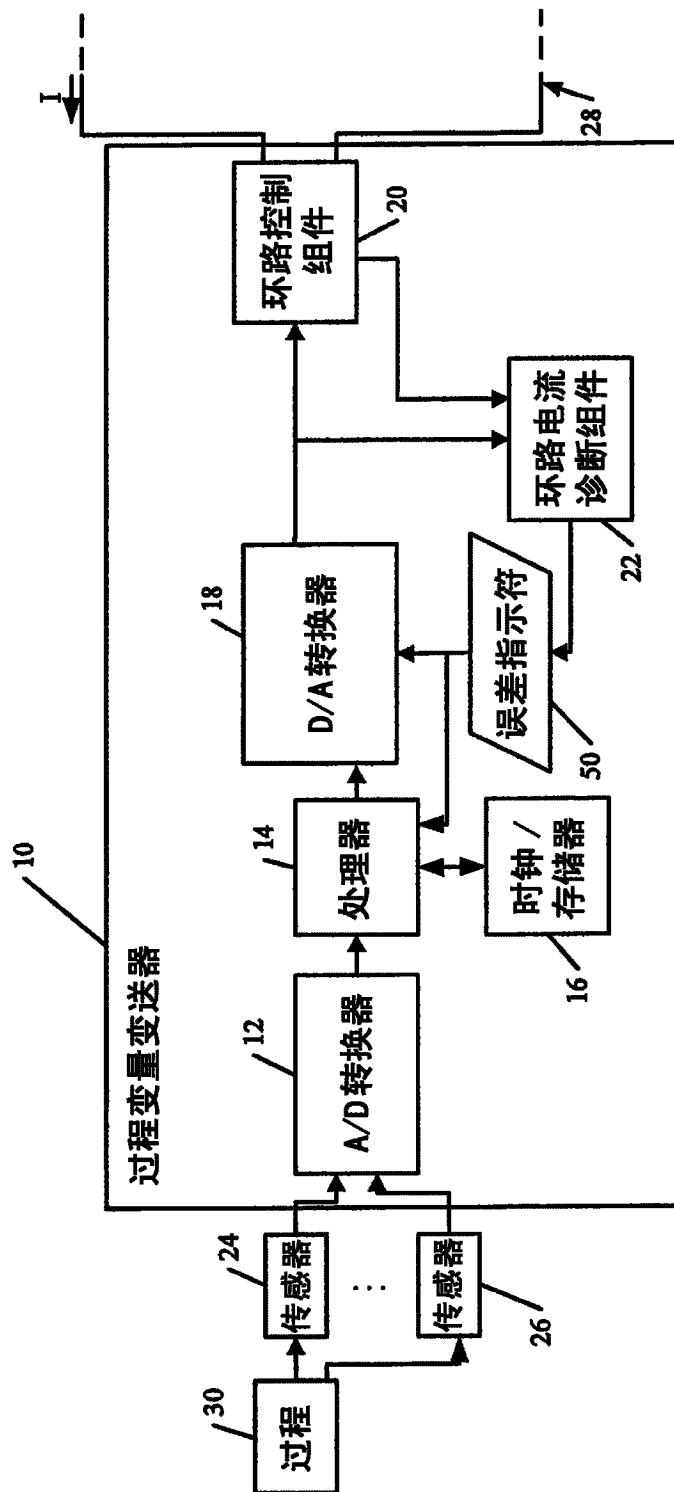 10
过程变量变送器
30
过程
24
传感器
26
传感器
12
A/D转换器
14
处理器
16
时钟/
存储器
18
D/A转换器
50
误差指示符
22
环路电流
诊断组件
20
环路控制
组件
I
28